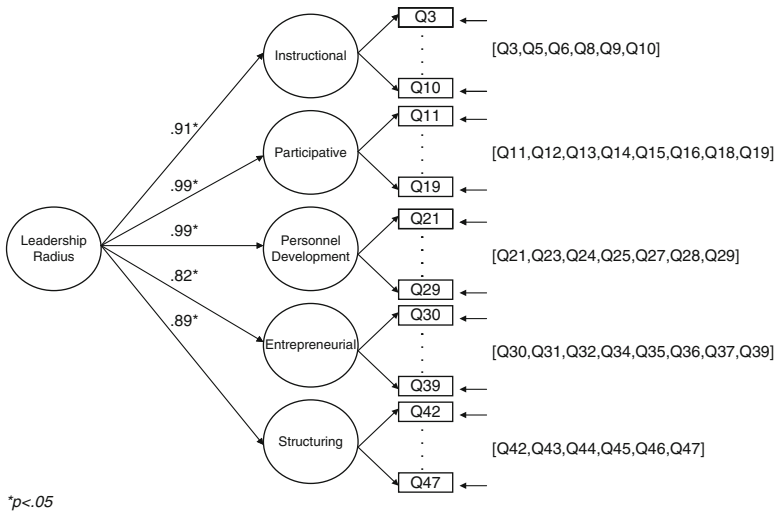 Q3
[Q3,Q5,Q6,Q8,Q9,Q10]
Instructional
Q10
.91*
Q11
[Q11,Q12,Q13,Q14,Q15,Q16,Q18,Q19]
Participative
.99*
Q19
Leadership
Radius
.99*
Q21
Personnel
Development
[Q21,Q23,Q24,Q25,Q27,Q28,Q29]
.82*
Q29
Q30
.89*
Entrepreneurial
[Q30,Q31,Q32,Q34,Q35,Q36,Q37,Q39]
Q39
Q42
Structuring
[Q42,Q43,Q44,Q45,Q46,Q47]
Q47
*p<.05